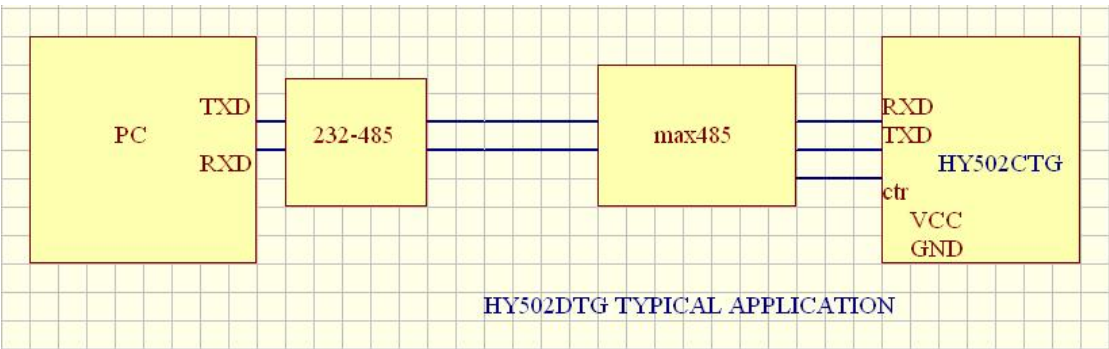 TXD
PC
RXD
232-485
max485
RXD
TXD
HY502CTG
ctr
VCC
GND
HY502DTG TYPICAL APPLICATION